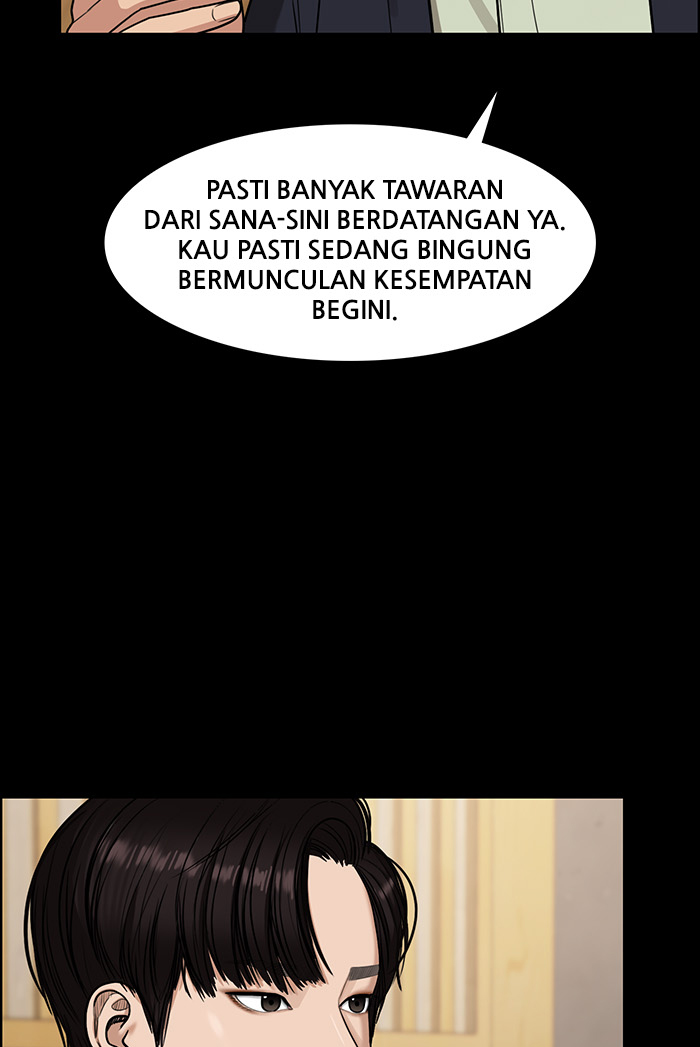 PASTI BANYAK TAWARAN
DARI SANA-SINI BERDATANGAN YA.
KAU PASTI SEDANG BINGUNG
BERMUNCULAN KESEMPATAN
BEGINI.